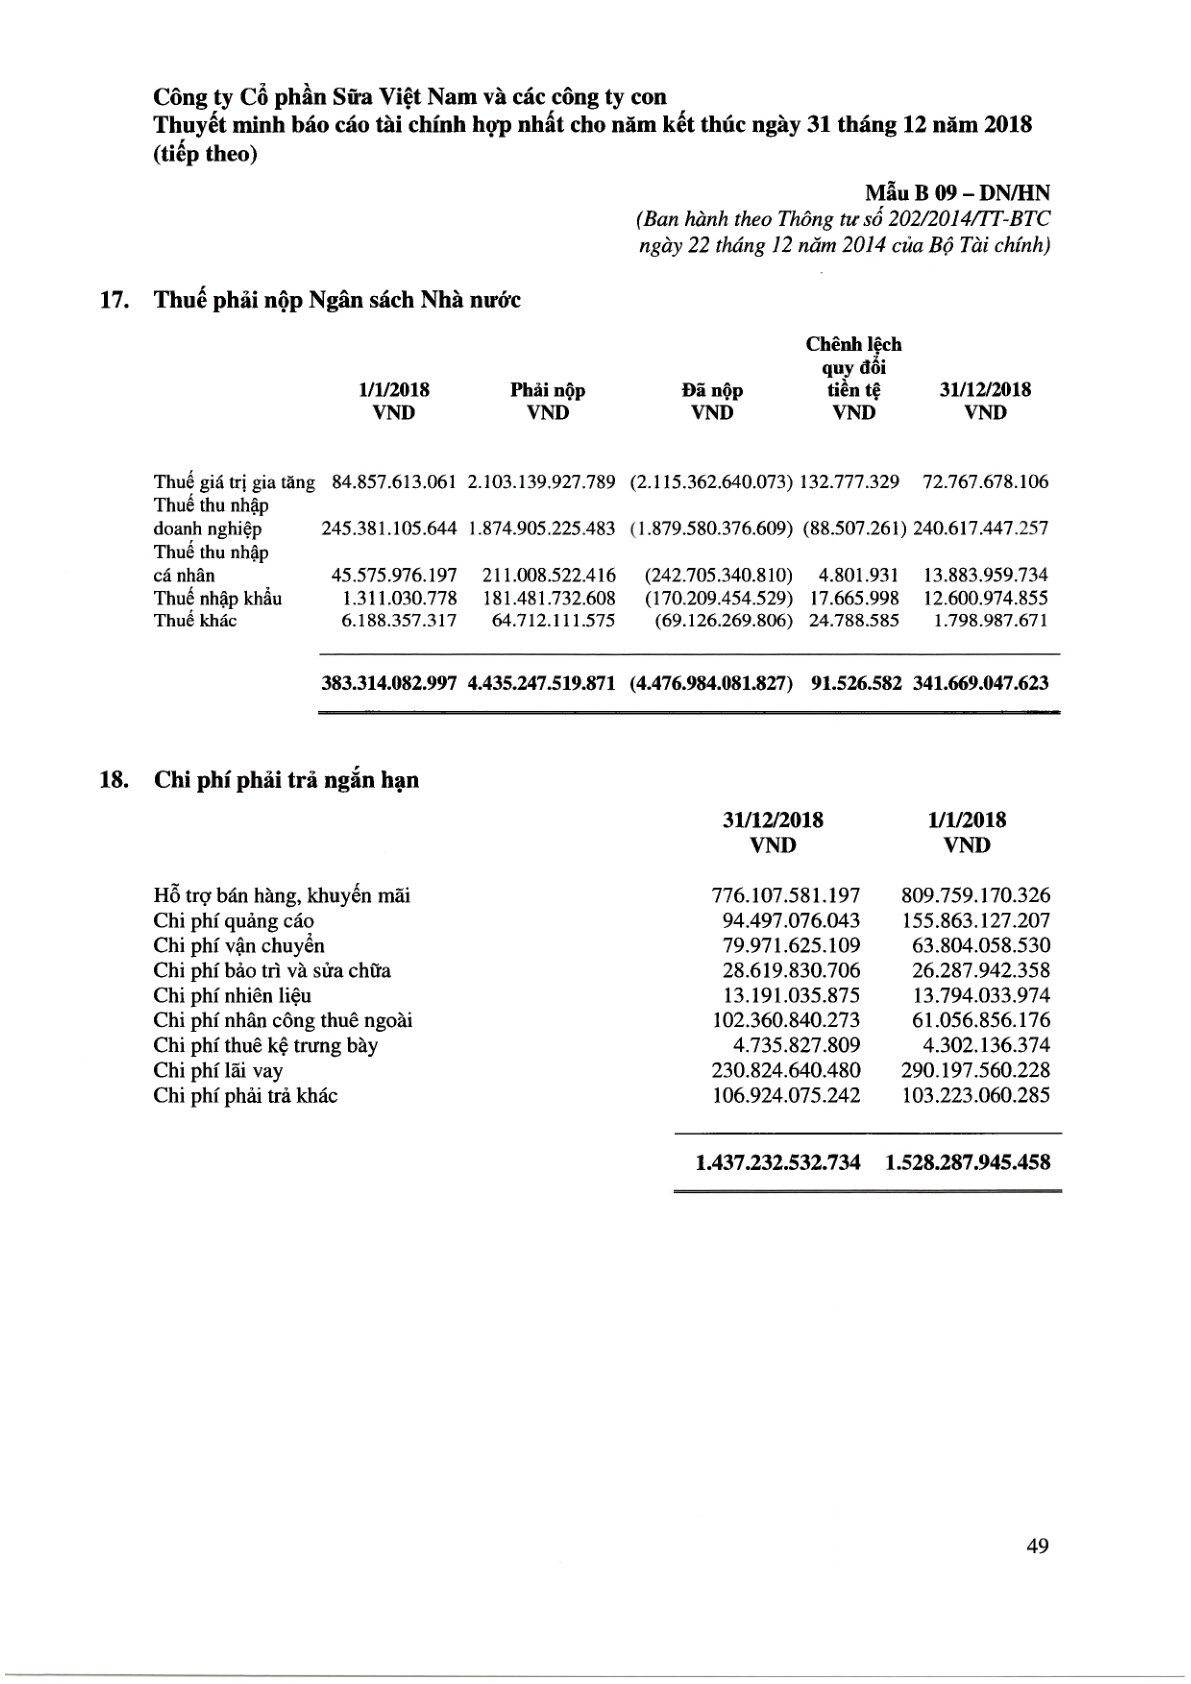 Công ty Cổ phần Sữa Việt Nam và các công ty con
Thuyết minh báo cáo tài chính hợp nhất cho năm kết thúc ngày 31 tháng 12 năm 2018
(tiếp theo)
Mẫu B 09 – DN/HN
(Ban hành theo Thông tư số 202/2014/TT-BTC
ngày 22 tháng 12 năm 2014 của Bộ Tài chính)
17. Thuế phải nộp Ngân sách Nhà nước
Chênh lệch
quy đổi
1/1/2018 Phải nộp Đã nộp tiền tệ 31/12/2018
VND VND VND VND VND
Thuế giá trị gia tăng 84.857.613.061 2.103.139.927.789 (2.115.362.640.073) 132.777.329 72.767.678.106
Thuế thu nhập
doanh nghiệp 245.381.105.644 1.874.905.225.483 (1.879.580.376.609) (88.507.261) 240.617.447.257
Thuế thu nhập
cá nhân 45.575.976.197 211.008.522.416 (242.705.340.810) 4.801.931 13.883.959.734
Thuế nhập khẩu 1.311.030.778 181.481.732.608 (170.209.454.529) 17.665.998 12.600.974.855
Thuế khác 6.188.357.317 64.712.111.575 (69.126.269.806) 24.788.585 1.798.987.671
383.314.082.997 4.435.247.519.871 (4.476.984.081.827) 91.526.582 341.669.047.623
18. Chi phí phải trả ngắn hạn
31/12/2018 1/1/2018
VND VND
Hỗ trợ bán hàng, khuyến mãi 776.107.581.197 809.759.170.326
Chi phí quảng cáo 94.497.076.043 155.863.127.207
Chi phí vận chuyển 79.971.625.109 63.804.058.530
Chi phí bảo trì và sửa chữa 28.619.830.706 26.287.942.358
Chi phí nhiên liệu 13.191.035.875 13.794.033.974
Chi phí nhân công thuê ngoài 102.360.840.273 61.056.856.176
Chi phí thuê kệ trưng bày 4.735.827.809 4.302.136.374
Chi phí lãi vay 230.824.640.480 290.197.560.228
Chi phí phải trả khác 106.924.075.242 103.223.060.285
1.437.232.532.734 1.528.287.945.458
49